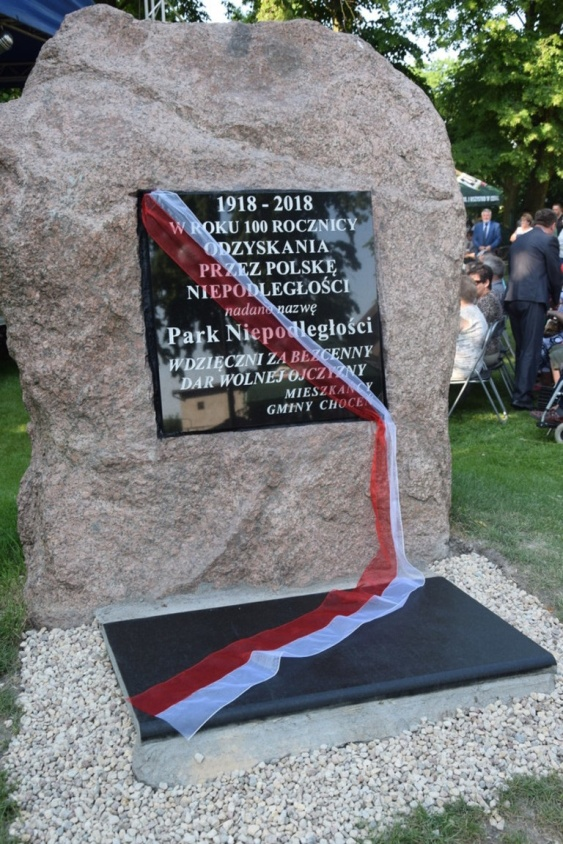 1918 - 2018
W ROKU 100 ROCZNICY
ODZYSKANIA
PRZEZ POLSKĘ
NIEPODLEGŁOŚCI
nadano nazwę
Park Niepodległości
WDZIĘCZNI ZA BEZCENNY
DAR WOLNEJ OJCZYZNY
MIESZKAŃCY
GMINY CHOCEŃ